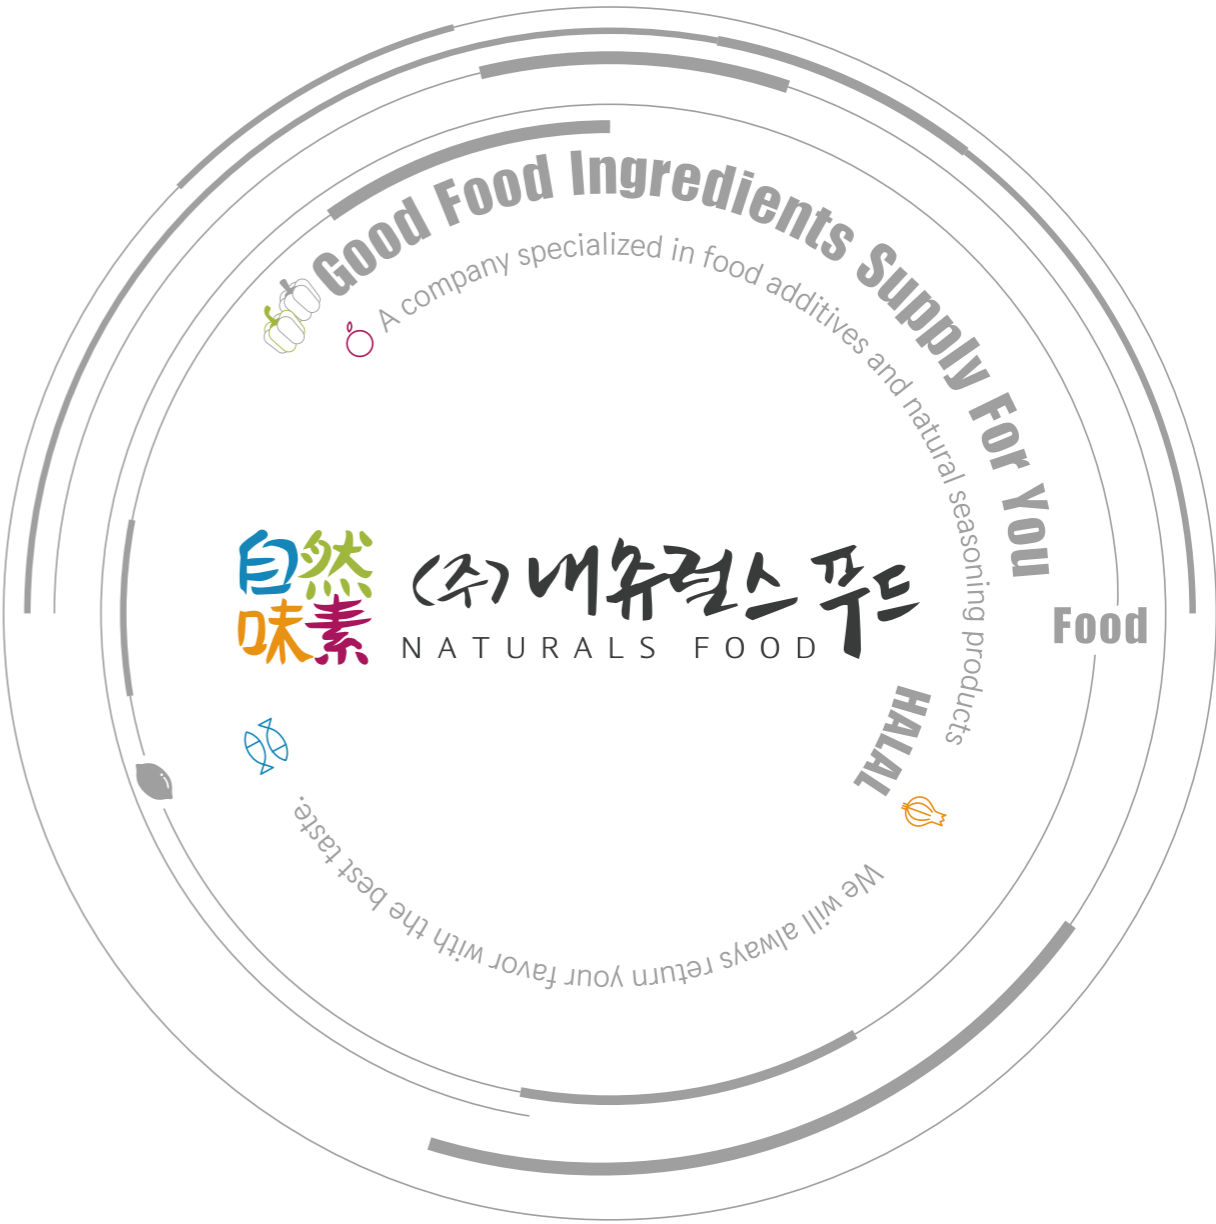 Good Food Ingredients Supply For You
A company specialized in food additives and natural seasoning products
自然
味素
(주)내츄럴스 푸드
NATURALS FOOD
Food
HALAL
We will always return your favor with the best taste.